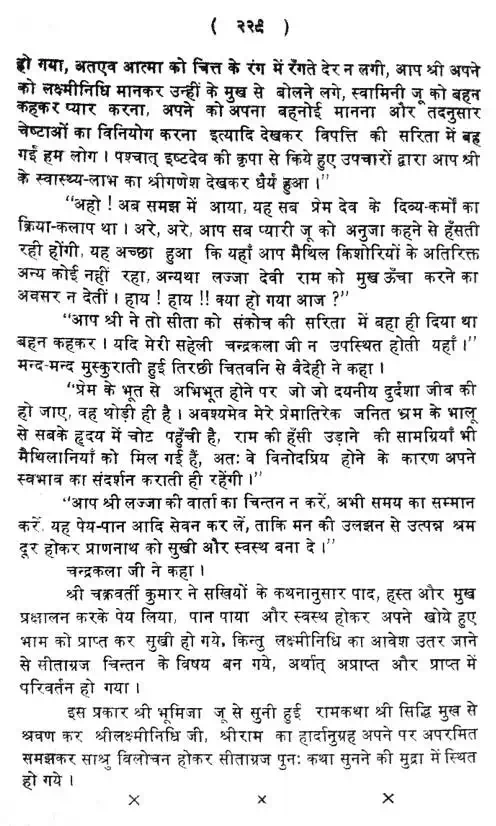 ( २२९ )
हो गया, अतएव आत्मा को चित्त के रंग में रँगते देर न लगी, आप श्री अपने
को लक्ष्मीनिधि मानकर उन्हीं के मुख से बोलने लगे, स्वामिनी जू को बहन
कहकर प्यार करना, अपने को अपना बहनोई मानना और तदनुसार
चेष्टाओं का विनियोग करना इत्यादि देखकर विपत्ति की सरिता में बह
गईं हम लोग । पश्चात् इष्टदेव की कृपा से किये हुए उपचारों द्वारा आप श्री
के स्वास्थ्य-लाभ का श्रीगणेश देखकर धैर्य हुआ ।"
"अहो ! अब समझ में आया, यह सब प्रेम देव के दिव्य-कर्मों का
क्रिया-कलाप था । अरे, अरे, आप सब प्यारी जू को अनुजा कहने से हँसती
रही होंगी, यह अच्छा हुआ कि यहाँ आप मैथिल किशोरियों के अतिरिक्त
अन्य कोई नहीं रहा, अन्यथा लज्जा देवी राम को मुख ऊँचा करने का
अवसर न देतीं । हाय ! हाय !! क्या हो गया आज ?"
"आप श्री ने तो सीता को संकोच की सरिता में बहा ही दिया था
बहन कहकर । यदि मेरी सहेली चन्द्रकला जी न उपस्थित होती यहाँ ।"
मन्द-मन्द मुस्कुराती हुई तिरछी चितवनि से बैदेही ने कहा ।
"प्रेम के भूत से अभिभूत होने पर जो जो दयनीय दुर्दशा जीव की
हो जाए, वह थोड़ी ही है । अवश्यमेव मेरे प्रेमातिरेक जनित भ्रम के भालू
से सबके हृदय में चोट पहुँची है, राम की हँसी उड़ाने की सामग्रियाँ भी
मैथिलानियों को मिल गई हैं, अतः वे विनोदप्रिय होने के कारण अपने
स्वभाव का संदर्शन कराती ही रहेंगी ।"
"आप श्री लज्जा की वार्ता का चिन्तन न करें, अभी समय का सम्मान
करें, यह पेय-पान आदि सेवन कर लें, ताकि मन की उलझन से उत्पन्न श्रम
दूर होकर प्राणनाथ को सुखी और स्वस्थ बना दे ।"
चन्द्रकला जी ने कहा ।
श्री चक्रवर्ती कुमार ने सखियों के कथनानुसार पाद, हस्त और मुख
प्रक्षालन करके पेय लिया, पान पाया और स्वस्थ होकर अपने खोये हुए
भाम को प्राप्त कर सुखी हो गये, किन्तु लक्ष्मीनिधि का आवेश उतर जाने
से सीताग्रज चिन्तन के विषय बन गये, अर्थात् अप्राप्त और प्राप्त में
परिवर्तन हो गया ।
इस प्रकार श्री भूमिजा जू से सुनी हुई रामकथा श्री सिद्धि मुख से
श्रवण कर श्रीलक्ष्मीनिधि जी, श्रीराम का हार्दानुग्रह अपने पर अपरमित
समझकर साश्रु विलोचन होकर सीताग्रज पुनः कथा सुनने की मुद्रा में स्थित
हो गये ।
× × ×